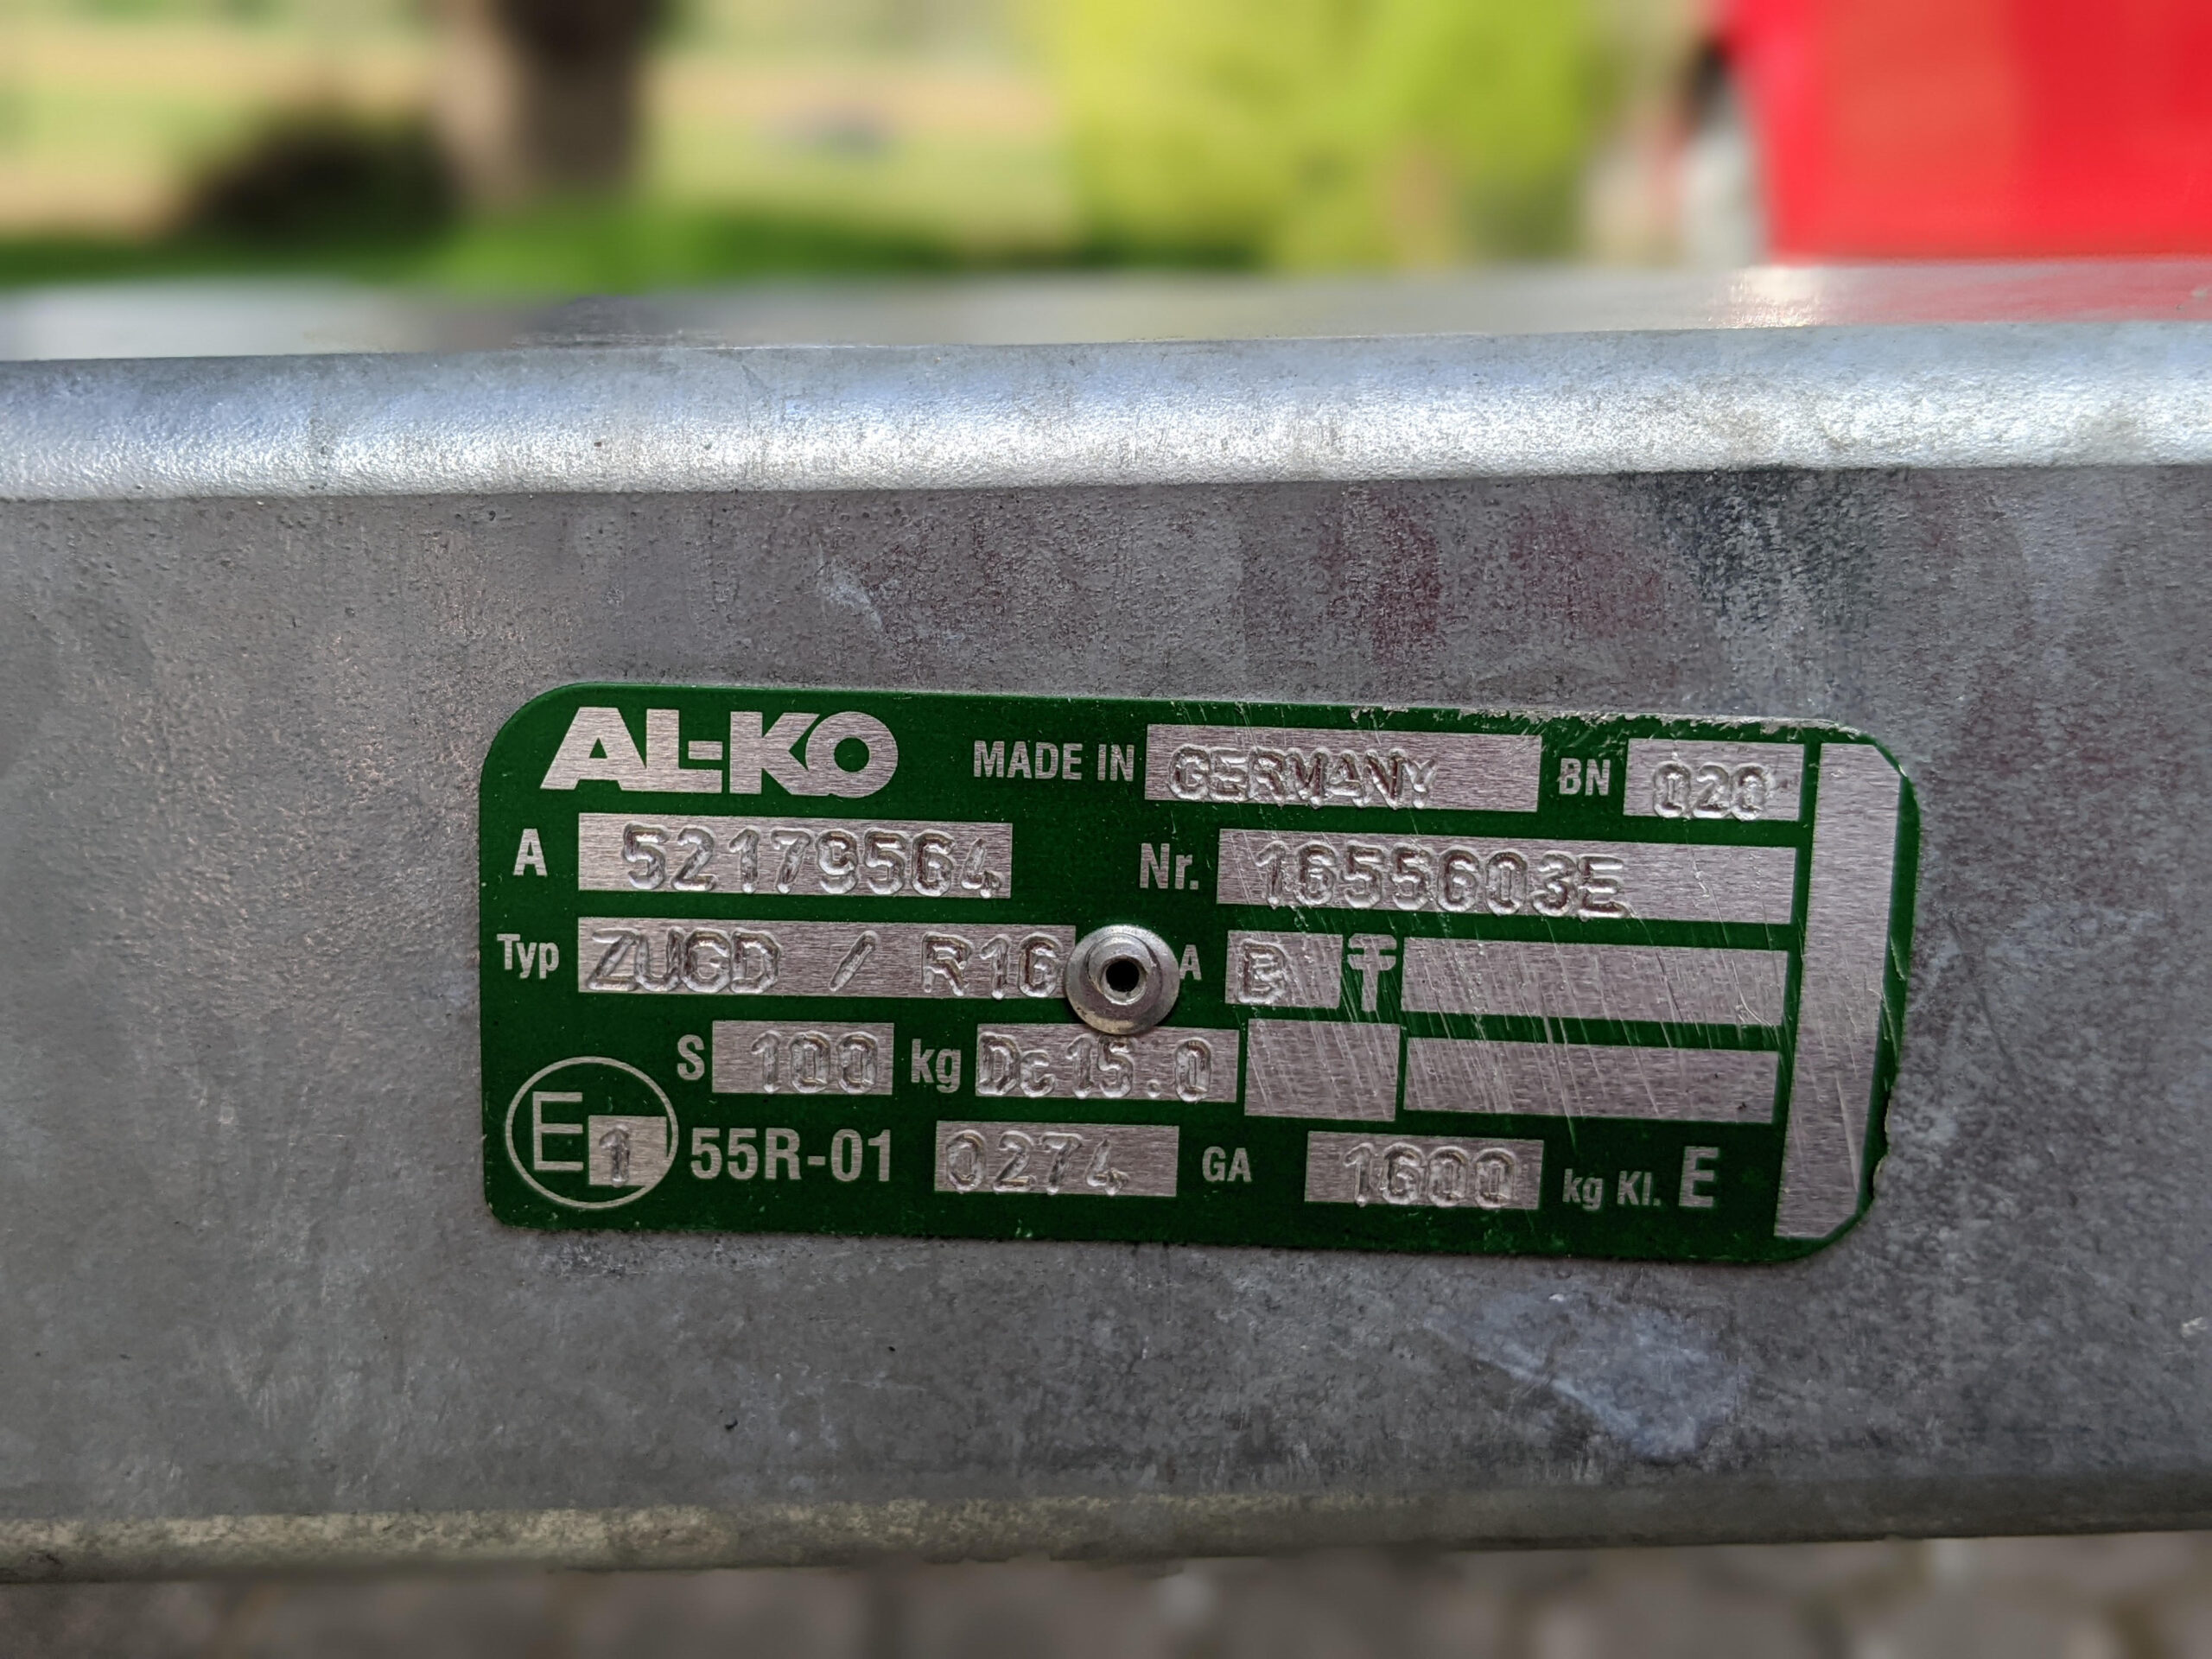 AL-KO MADE IN GERMANY BN 020
A 52179564 Nr. 1655603E
Typ ZUGD / R16 A B
S 100 kg Dc 15.0
E1 55R-01 0274 GA 1600 kg Kl. E